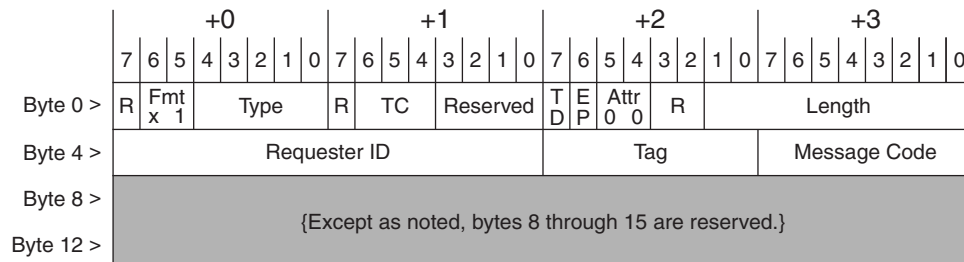 +0 +1 +2 +3
7 6 5 4 3 2 1 0 7 6 5 4 3 2 1 0 7 6 5 4 3 2 1 0 7 6 5 4 3 2 1 0
Byte 0 > R Fmt x 1 Type R TC Reserved T D E P Attr 0 0 R Length
Byte 4 > Requester ID Tag Message Code
Byte 8 >
{Except as noted, bytes 8 through 15 are reserved.}
Byte 12 >